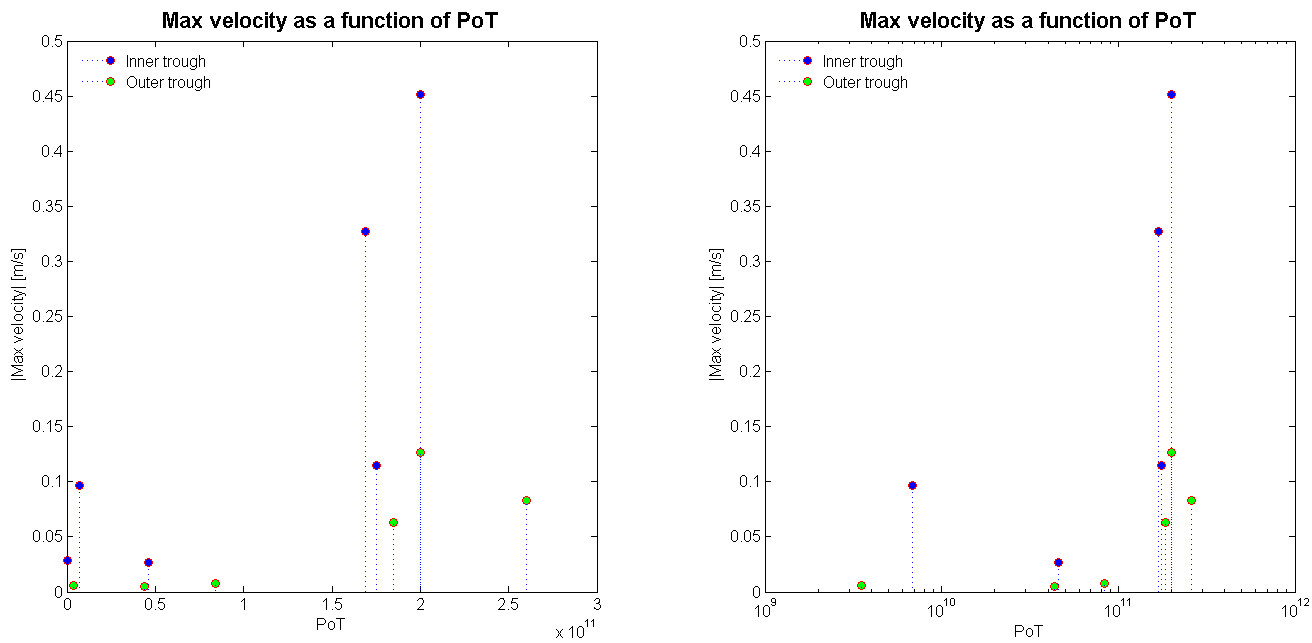 Max velocity as a function of PoT
Inner trough
Outer trough
|Max velocity| [m/s]
0.5
0.45
0.4
0.35
0.3
0.25
0.2
0.15
0.1
0.05
0
0 0.5 1 1.5 2 2.5 3
PoT
x 10^11
Max velocity as a function of PoT
Inner trough
Outer trough
|Max velocity| [m/s]
0.5
0.45
0.4
0.35
0.3
0.25
0.2
0.15
0.1
0.05
0
10^9 10^10 10^11 10^12
PoT